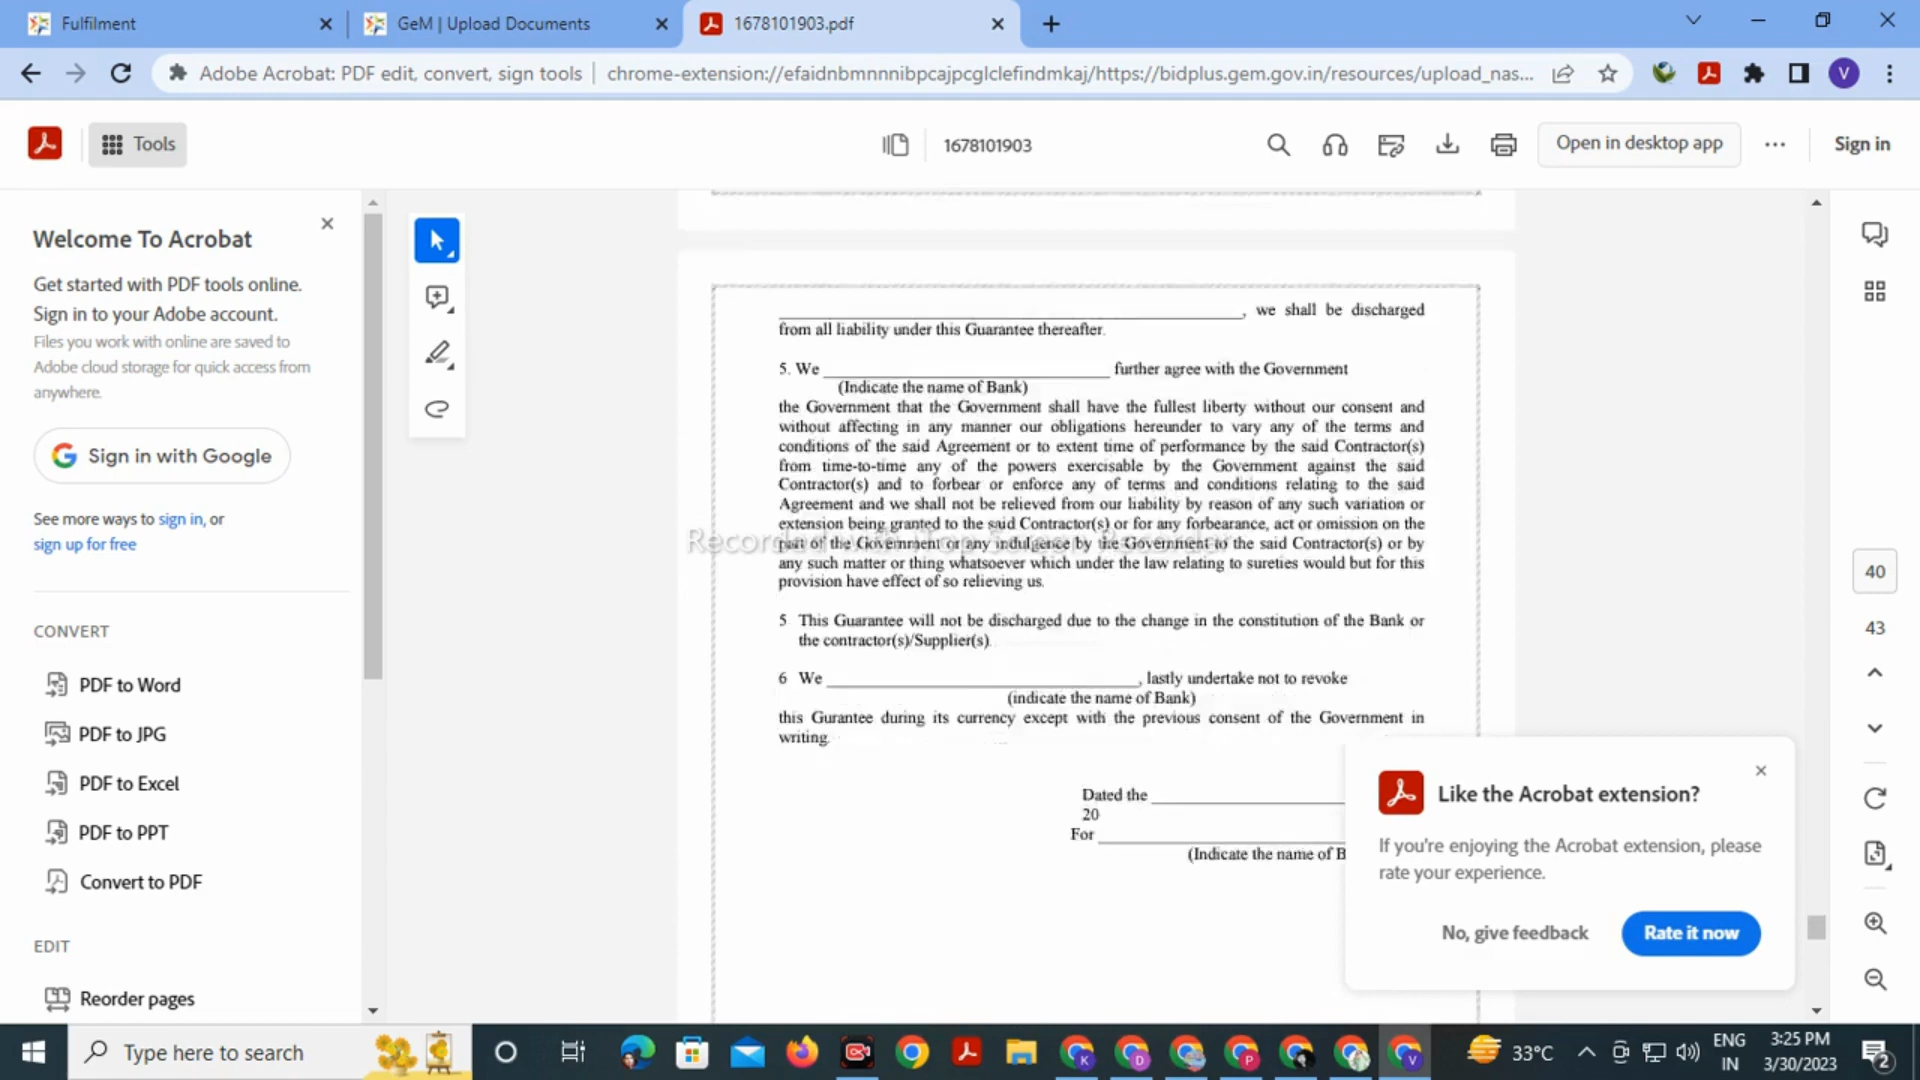 Fulfilment
GeM | Upload Documents
1678101903.pdf
Adobe Acrobat: PDF edit, convert, sign tools
chrome-extension://efaidnbmnnnibpcajpcglclefindmkaj/https://bidplus.gem.gov.in/resources/upload_nas...
V
Tools
1678101903
Open in desktop app
Sign in
Welcome To Acrobat
Get started with PDF tools online.
Sign in to your Adobe account.
Files you work with online are saved to
Adobe cloud storage for quick access from
anywhere.
Sign in with Google
See more ways to sign in, or
sign up for free
CONVERT
PDF to Word
PDF to JPG
PDF to Excel
PDF to PPT
Convert to PDF
EDIT
Reorder pages
, we shall be discharged
from all liability under this Guarantee thereafter.
5. We ______ further agree with the Government
(Indicate the name of Bank)
the Government that the Government shall have the fullest liberty without our consent and
without affecting in any manner our obligations hereunder to vary any of the terms and
conditions of the said Agreement or to extent time of performance by the said Contractor(s)
from time-to-time any of the powers exercisable by the Government against the said
Contractor(s) and to forbear or enforce any of terms and conditions relating to the said
Agreement and we shall not be relieved from our liability by reason of any such variation or
extension being granted to the said Contractor(s) or for any forbearance, act or omission on the
part of the Government or any indulgence by the Government to the said Contractor(s) or by
any such matter or thing whatsoever which under the law relating to sureties would but for this
provision have effect of so relieving us.
5 This Guarantee will not be discharged due to the change in the constitution of the Bank or
the contractor(s)/Supplier(s).
6 We ______, lastly undertake not to revoke
(indicate the name of Bank)
this Gurantee during its currency except with the previous consent of the Government in
writing.
Dated the ______
20
For ______
(Indicate the name of B
Recorded with iTop Screen Recorder
40
43
Like the Acrobat extension?
If you're enjoying the Acrobat extension, please
rate your experience.
No, give feedback
Rate it now
Type here to search
K
D
P
V
33°C
ENG
IN
3:25 PM
3/30/2023
2